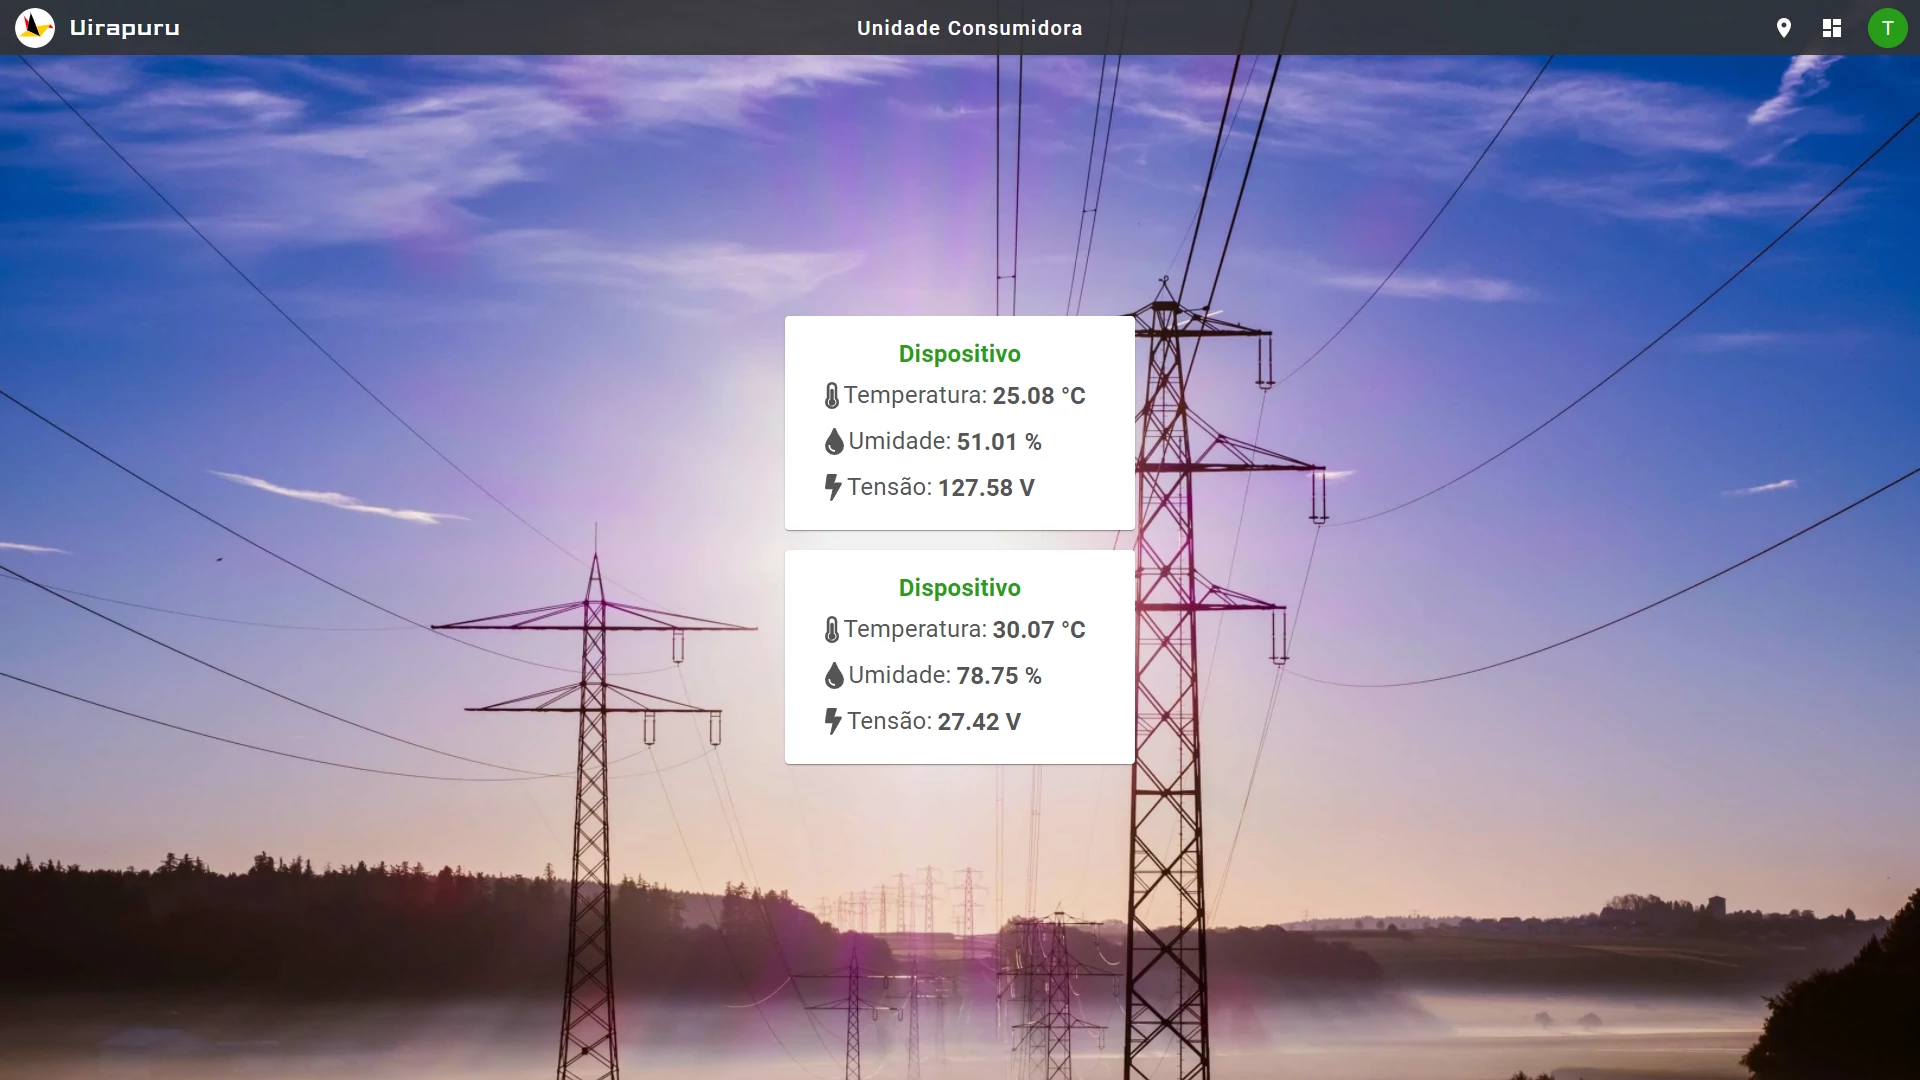 Uirapuru
Unidade Consumidora
T
Dispositivo
Temperatura: 25.08 °C
Umidade: 51.01 %
Tensão: 127.58 V
Dispositivo
Temperatura: 30.07 °C
Umidade: 78.75 %
Tensão: 27.42 V